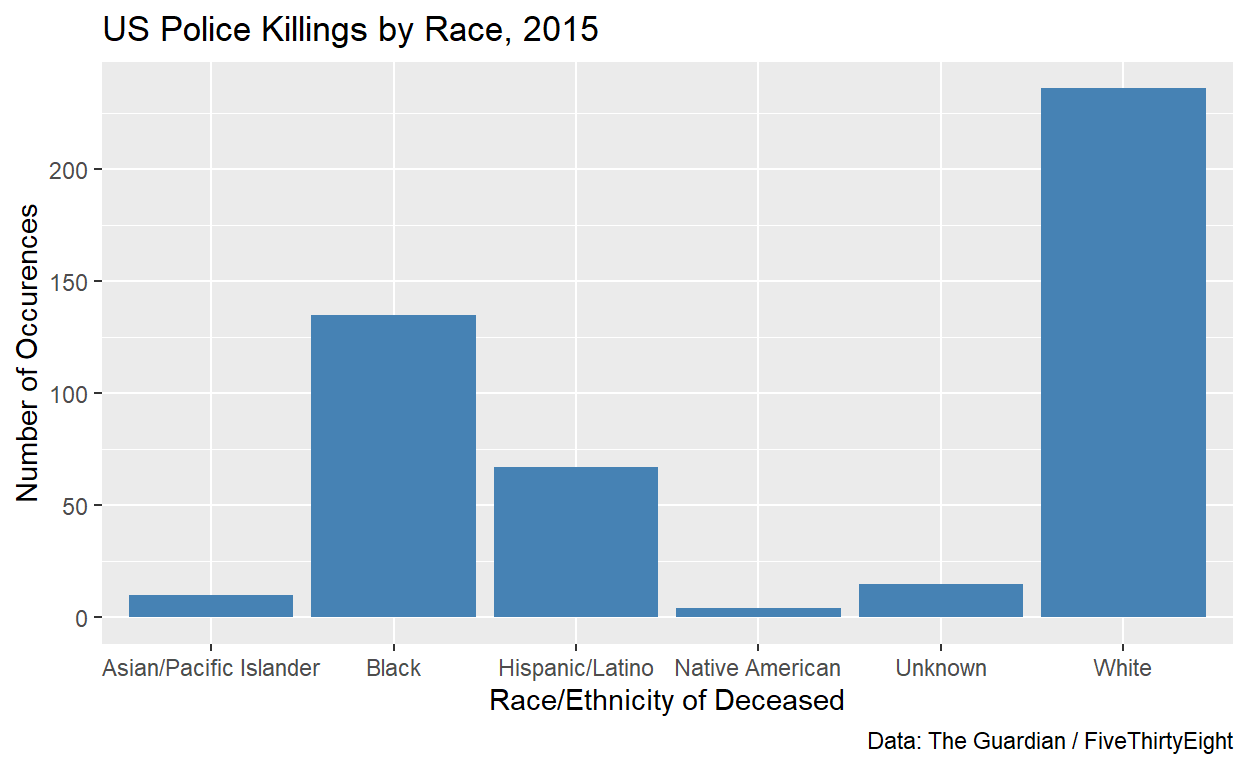 US Police Killings by Race, 2015
Number of Occurences
200
150
100
50
0
Asian/Pacific Islander Black Hispanic/Latino Native American Unknown White
Race/Ethnicity of Deceased
Data: The Guardian / FiveThirtyEight